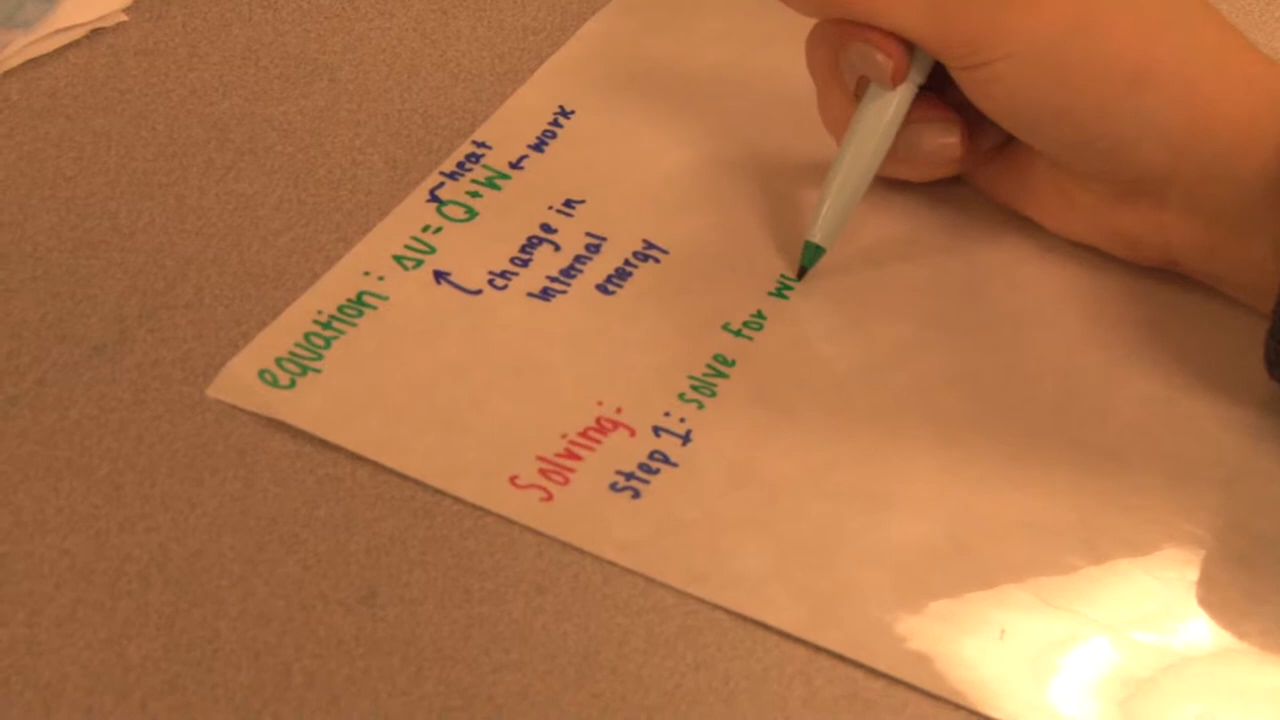 equation: ΔU = Q + W
heat
work
change in
internal
energy
Solving:
Step 1: solve for